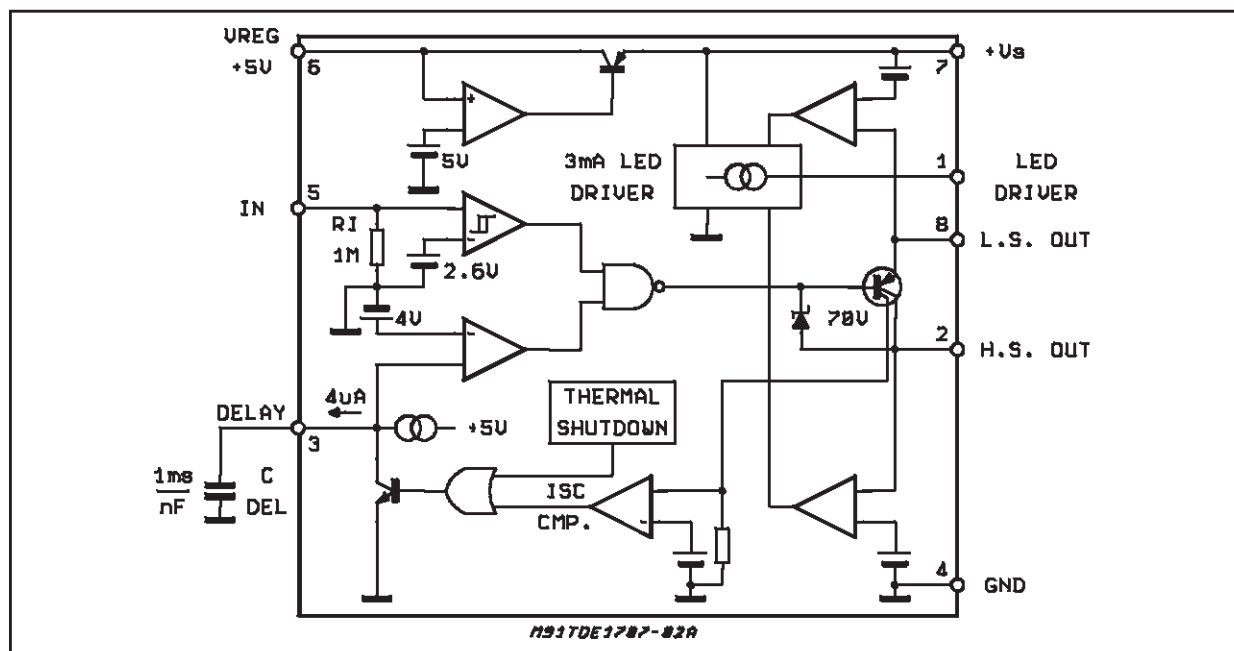 VREG
+5V
6
+Vs
7
5V
3mA LED
DRIVER
1
LED
DRIVER
5
IN
RI
1M
2.6V
8
L.S. OUT
4V
70V
2
H.S. OUT
4uA
DELAY
3
+5V
THERMAL
SHUTDOWN
1ms
nF
C
DEL
ISC
CMP.
4
GND
M91TDE1787-02A